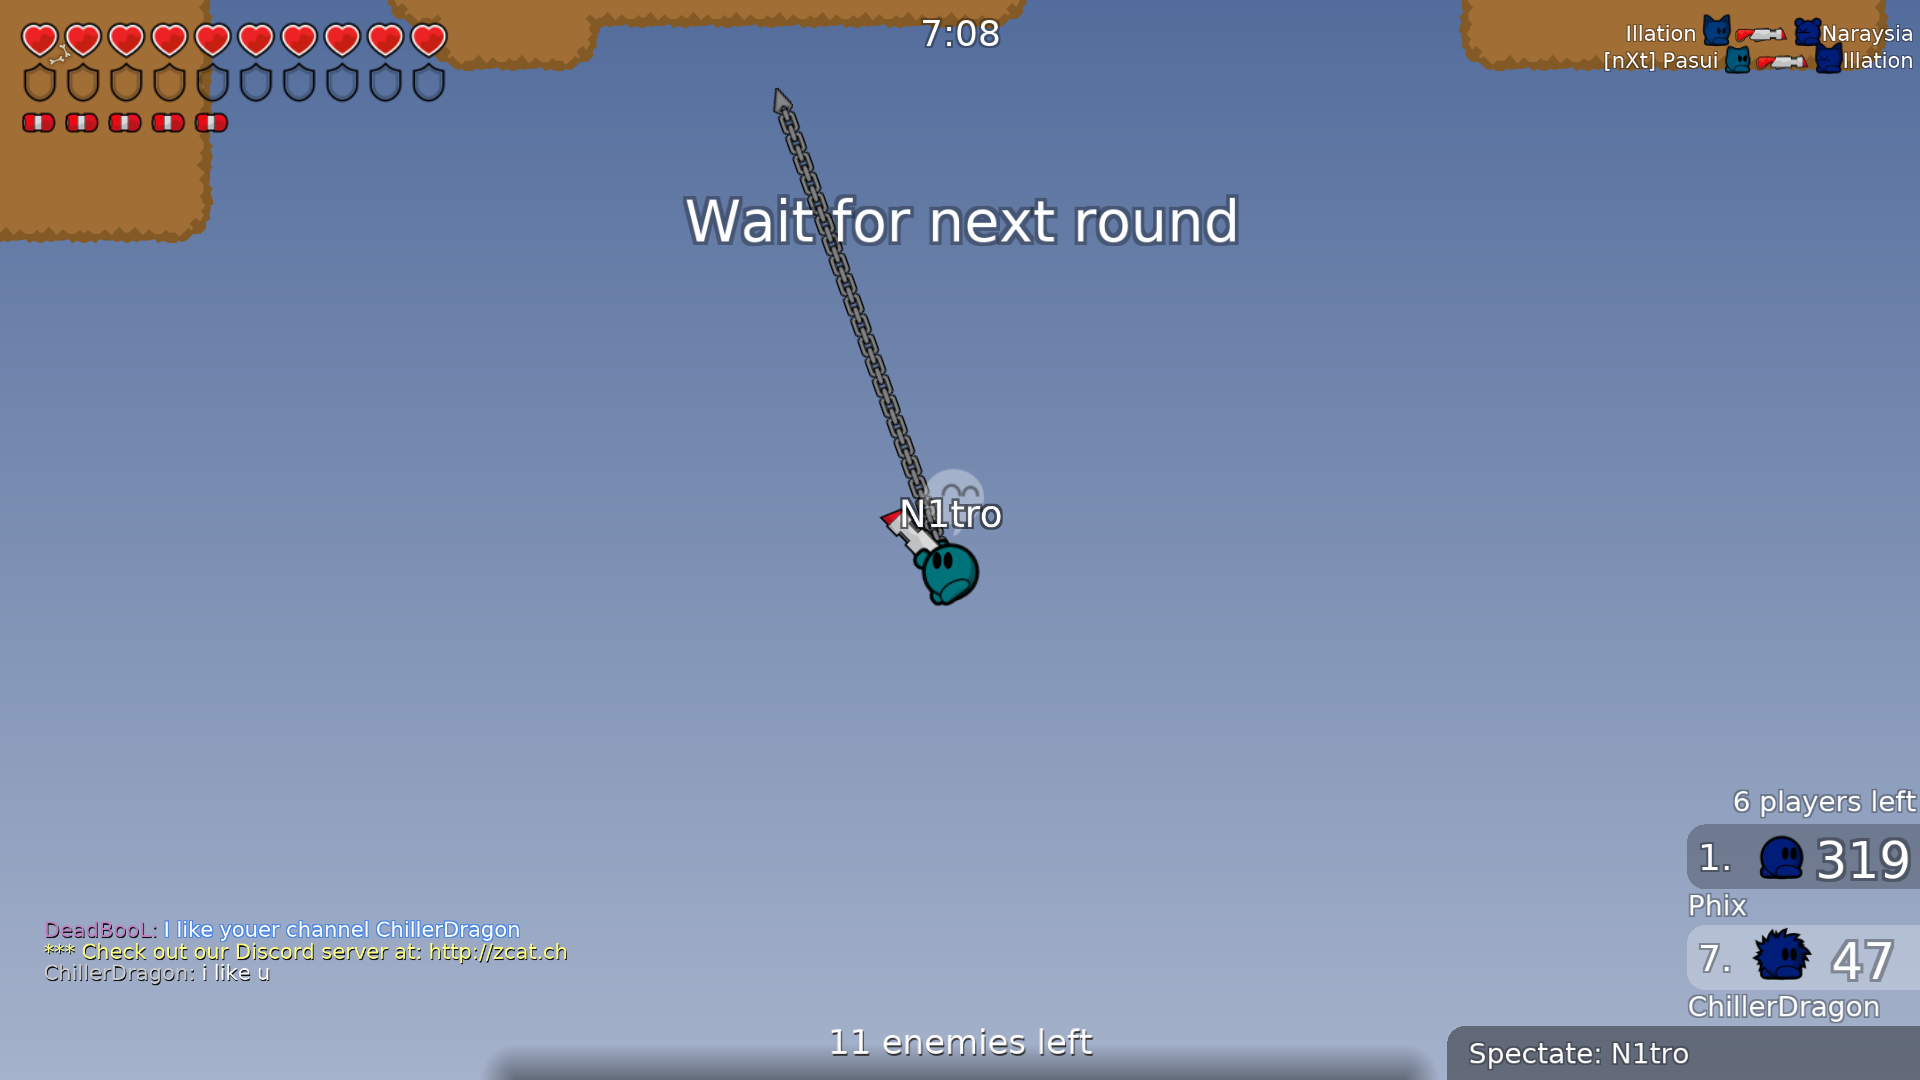 7:08
Illation Naraysia
[nXt] Pasui Illation
Wait for next round
N1tro
6 players left
1. 319
Phix
7. 47
ChillerDragon
DeadBooL: I like youer channel ChillerDragon
*** Check out our Discord server at: http://zcat.ch
ChillerDragon: i like u
11 enemies left
Spectate: N1tro